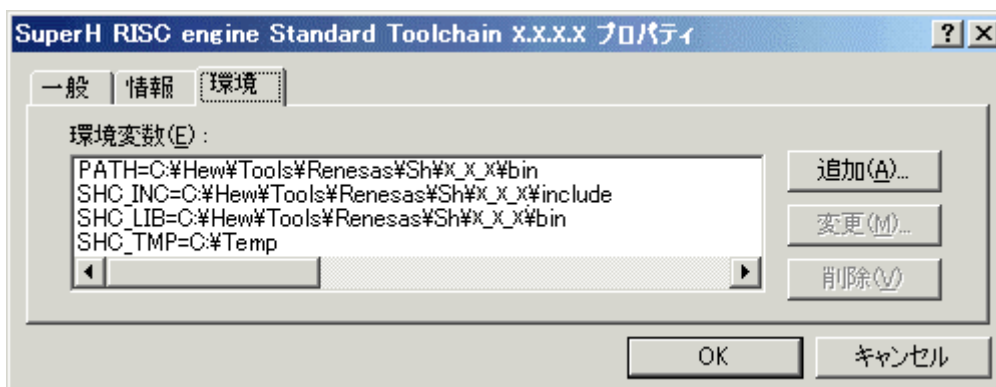 SuperH RISC engine Standard Toolchain X.X.X.X プロパティ
一般 情報 環境
環境変数(E) :
PATH=C:¥Hew¥Tools¥Renesas¥Sh¥X_X_X¥bin
SHC_INC=C:¥Hew¥Tools¥Renesas¥Sh¥X_X_X¥include
SHC_LIB=C:¥Hew¥Tools¥Renesas¥Sh¥X_X_X¥bin
SHC_TMP=C:¥Temp
追加(A)...
変更(M)...
削除(V)
OK キャンセル